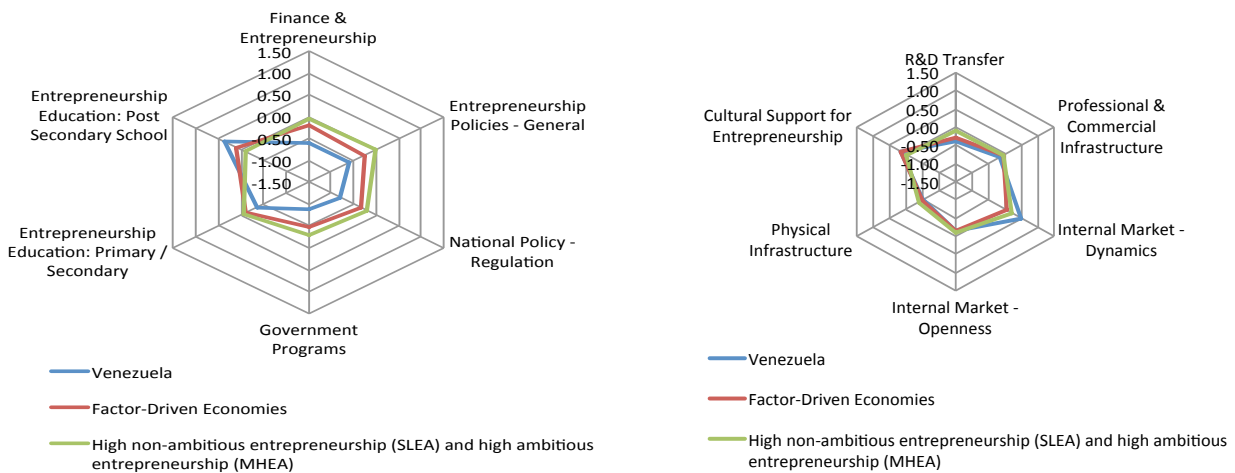 Finance &
Entrepreneurship
1.50
1.00
0.50
0.00
-0.50
-1.00
-1.50
Entrepreneurship
Policies - General
National Policy -
Regulation
Government
Programs
Entrepreneurship
Education: Primary /
Secondary
Entrepreneurship
Education: Post
Secondary School
Venezuela
Factor-Driven Economies
High non-ambitious entrepreneurship (SLEA) and high ambitious
entrepreneurship (MHEA)
R&D Transfer
1.50
1.00
0.50
0.00
-0.50
-1.00
-1.50
Professional &
Commercial
Infrastructure
Internal Market -
Dynamics
Internal Market -
Openness
Physical
Infrastructure
Cultural Support for
Entrepreneurship
Venezuela
Factor-Driven Economies
High non-ambitious entrepreneurship (SLEA) and high ambitious
entrepreneurship (MHEA)